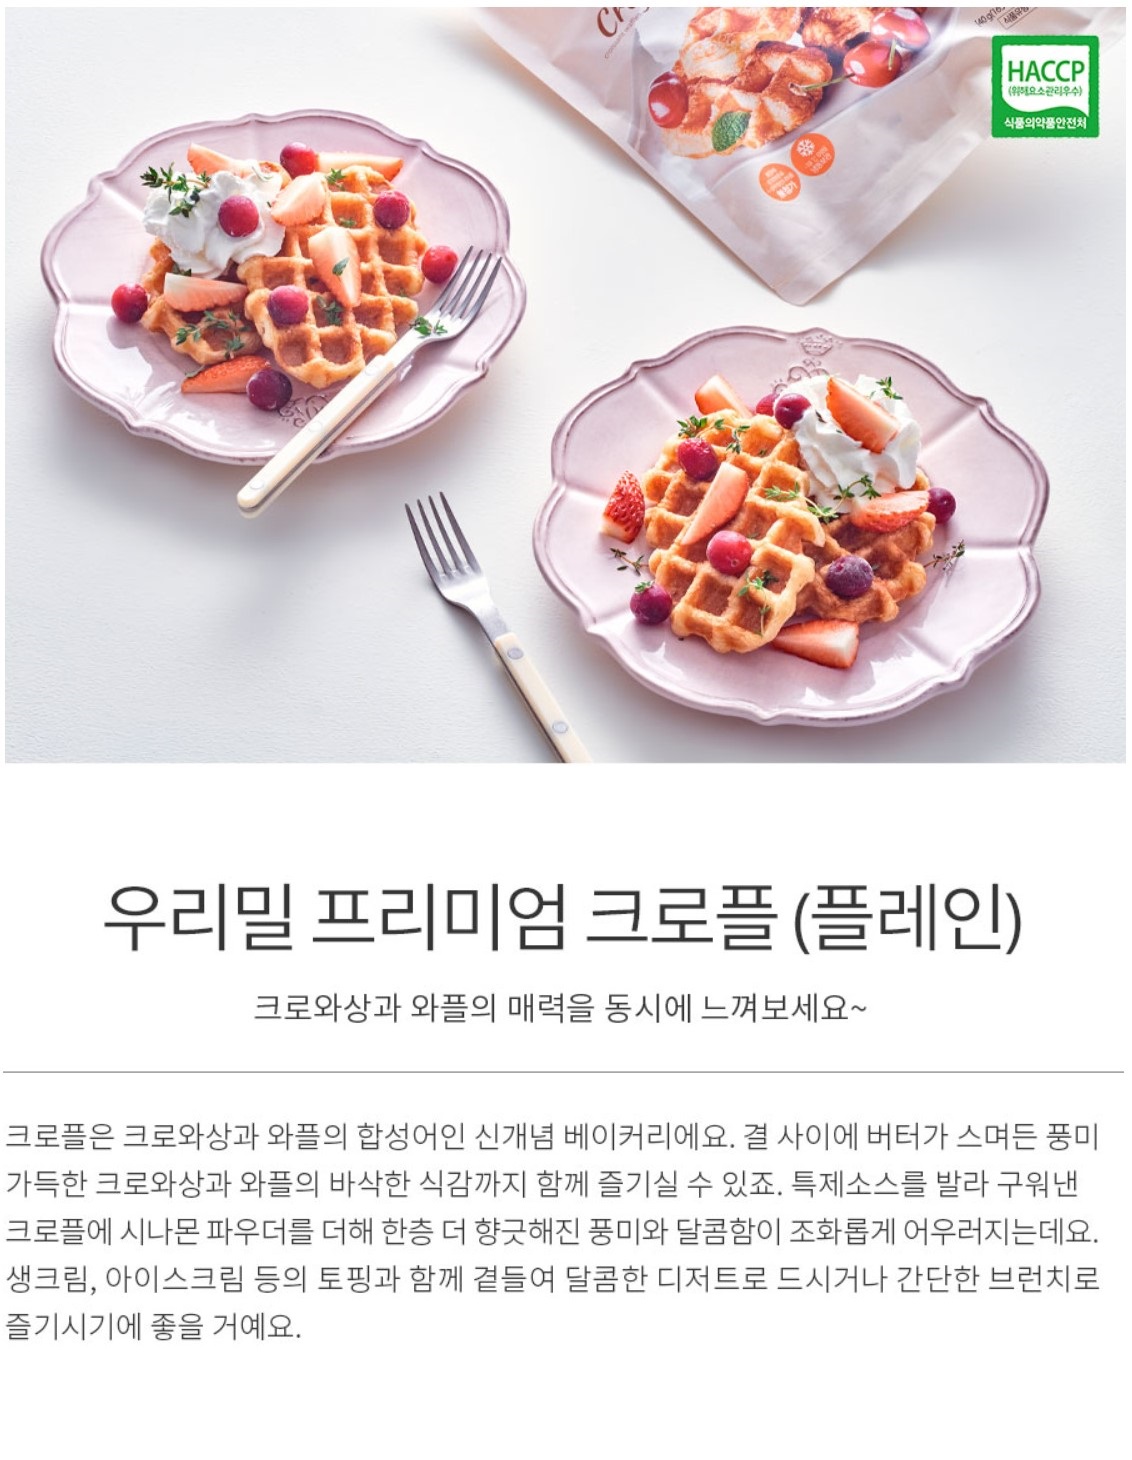 HACCP
(위해요소관리우수)
식품의약품안전처
우리밀 프리미엄 크로플 (플레인)
크로와상과 와플의 매력을 동시에 느껴보세요~
크로플은 크로와상과 와플의 합성어인 신개념 베이커리에요. 결 사이에 버터가 스며든 풍미
가득한 크로와상과 와플의 바삭한 식감까지 함께 즐기실 수 있죠. 특제소스를 발라 구워낸
크로플에 시나몬 파우더를 더해 한층 더 향긋해진 풍미와 달콤함이 조화롭게 어우러지는데요.
생크림, 아이스크림 등의 토핑과 함께 곁들여 달콤한 디저트로 드시거나 간단한 브런치로
즐기시기에 좋을 거예요.